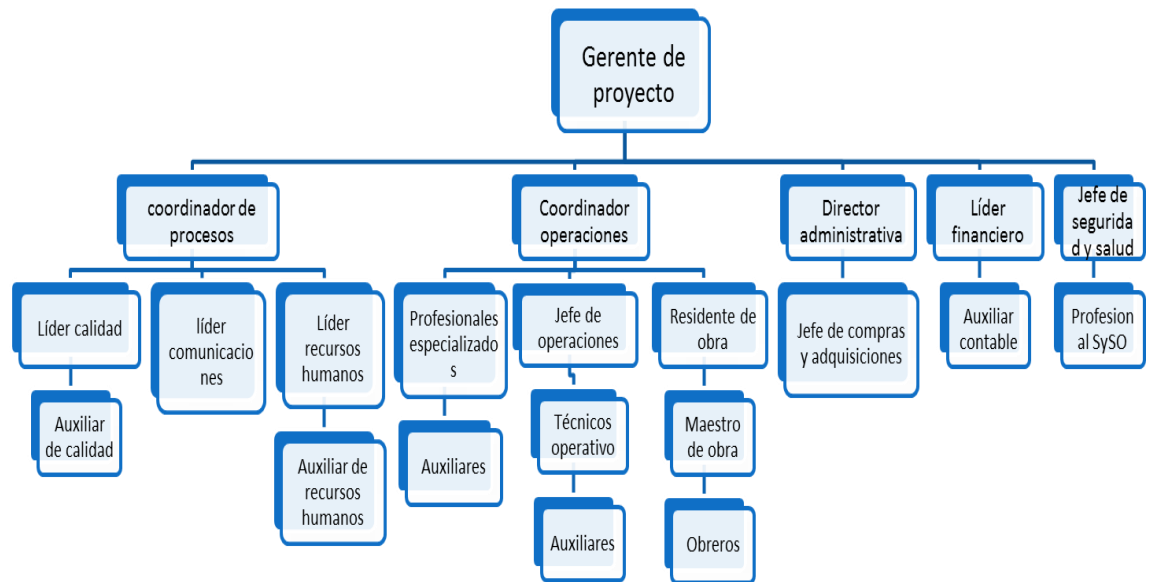 Gerente de
proyecto
coordinador de
procesos
Coordinador
operaciones
Director
administrativa
Líder
financiero
Jefe de
segurida
d y salud
Líder calidad
líder
comunicacio
nes
Líder
recursos
humanos
Profesionales
especializado
s
Jefe de
operaciones
Residente de
obra
Jefe de compras
y adquisiciones
Auxiliar
contable
Profesion
al SySO
Auxiliar
de calidad
Auxiliar de
recursos
humanos
Auxiliares
Técnicos
operativo
Maestro
de obra
Auxiliares
Obreros